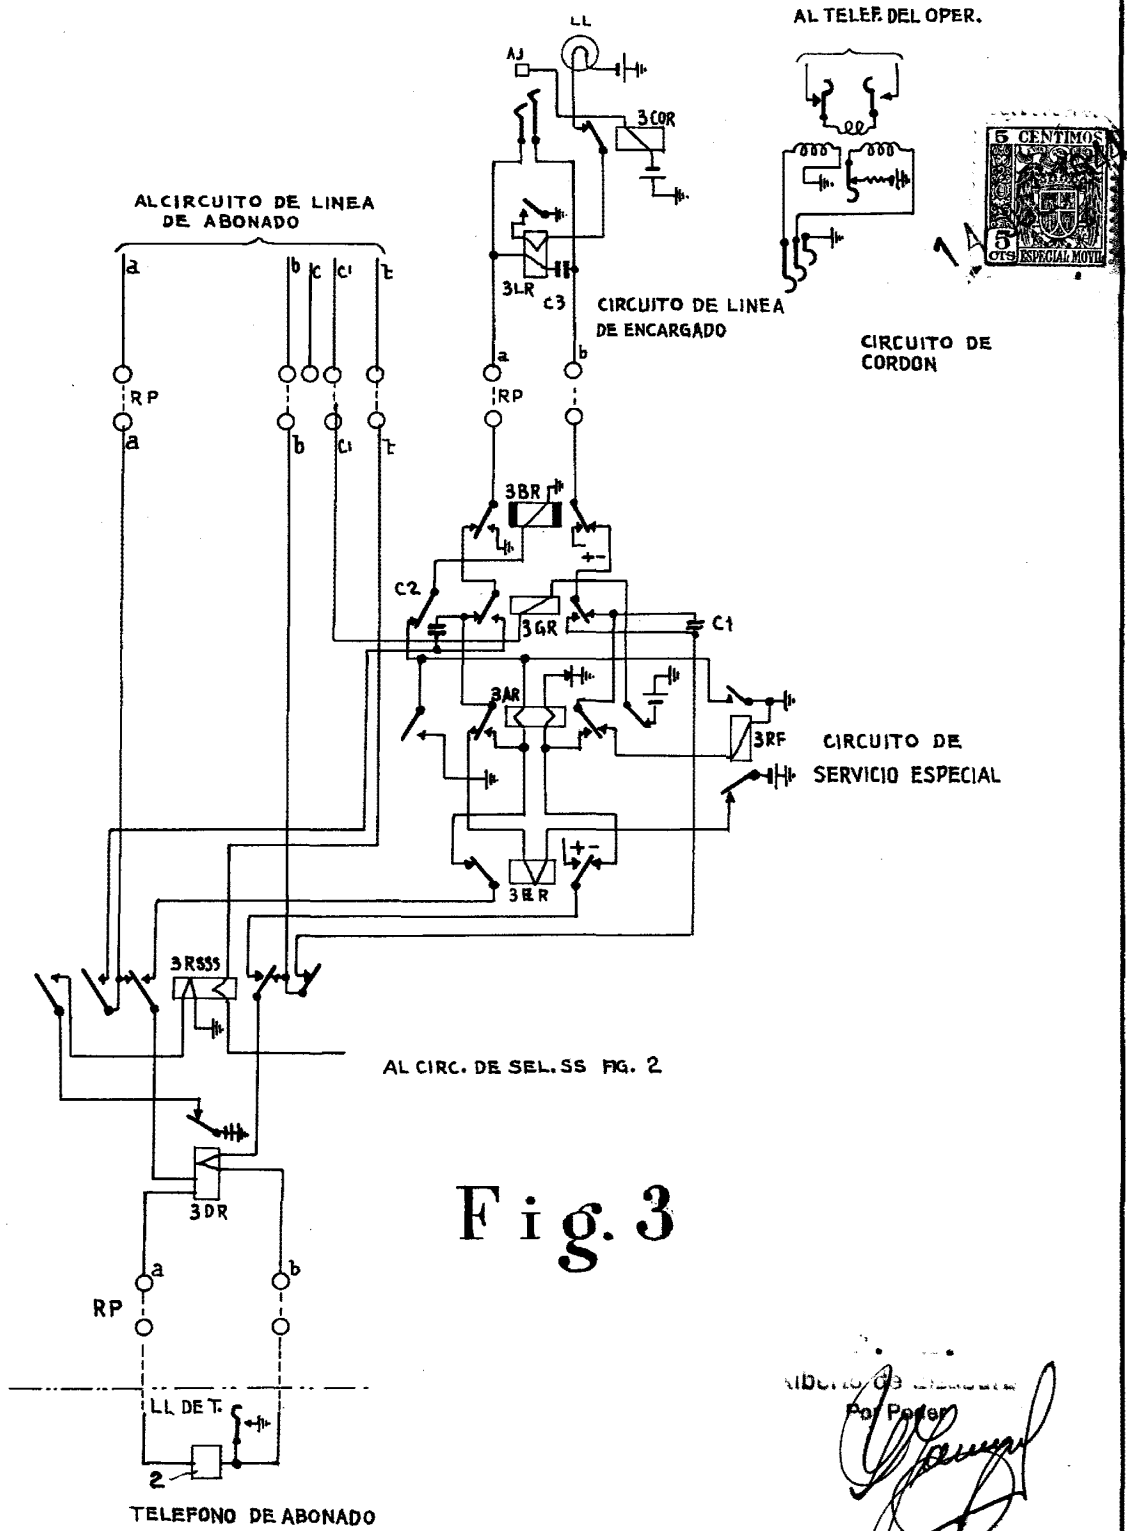 AL TELEF. DEL OPER.
LL
AJ
3COR
5 CENTIMOS
5
CTS
ESPECIAL MOVIL
AL CIRCUITO DE LINEA
DE ABONADO
a
b
c
c1
t
3LR
C3
CIRCUITO DE LINEA
DE ENCARGADO
CIRCUITO DE
CORDON
a
b
RP
RP
a
b
c1
t
3BR
+ -
C2
3GR
C1
3AR
3RF
CIRCUITO DE
SERVICIO ESPECIAL
+ -
3ER
3RSSS
AL CIRC. DE SEL. SS FIG. 2
3DR
Fig. 3
a
b
RP
LL DE T.
2
TELEFONO DE ABONADO
Por Poder